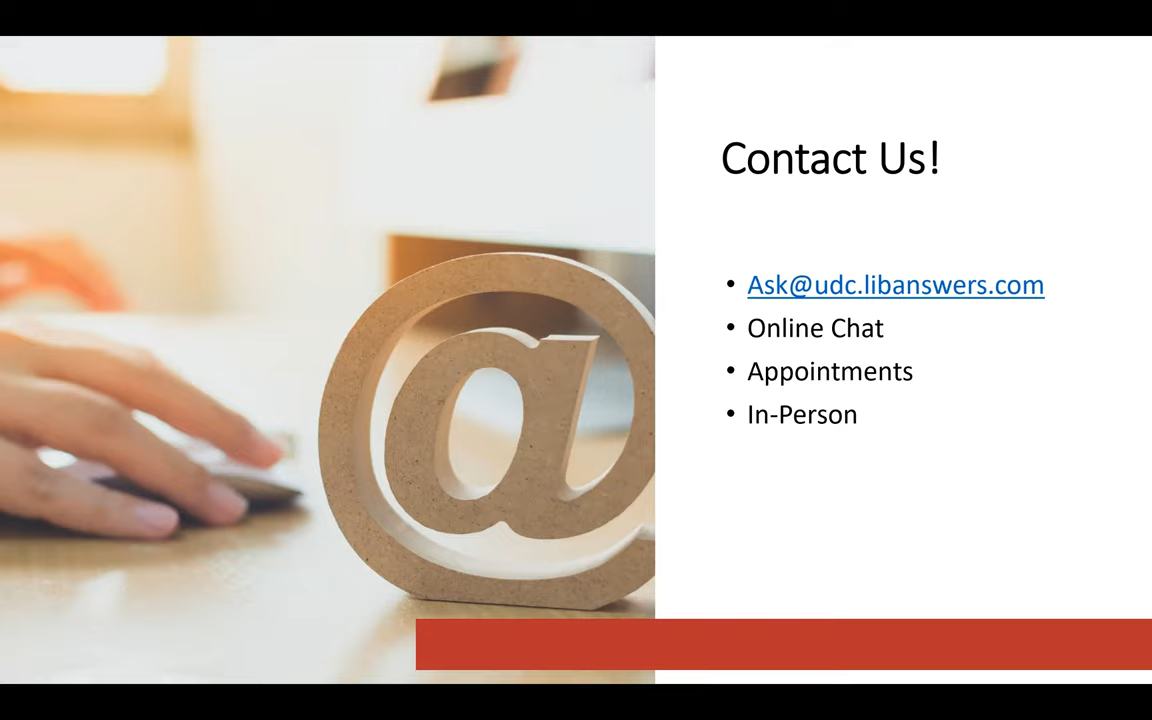 Contact Us!
• Ask@udc.libanswers.com
• Online Chat
• Appointments
• In-Person
@